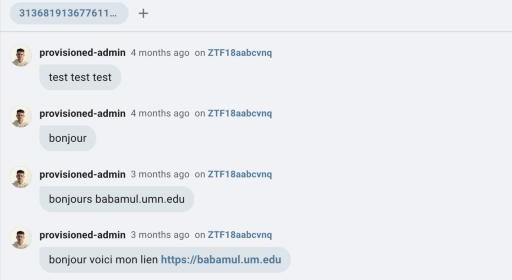 313681913677611... +
provisioned-admin 4 months ago on ZTF18aabcvnq
test test test
provisioned-admin 4 months ago on ZTF18aabcvnq
bonjour
provisioned-admin 3 months ago on ZTF18aabcvnq
bonjours babamul.umn.edu
provisioned-admin 3 months ago on ZTF18aabcvnq
bonjour voici mon lien https://babamul.um.edu